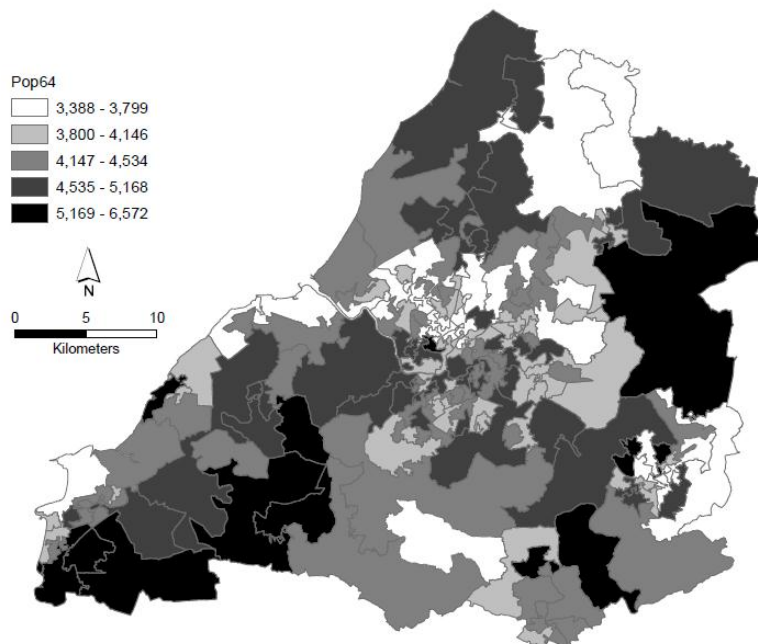 Pop64
3,388 - 3,799
3,800 - 4,146
4,147 - 4,534
4,535 - 5,168
5,169 - 6,572
N
0 5 10
Kilometers